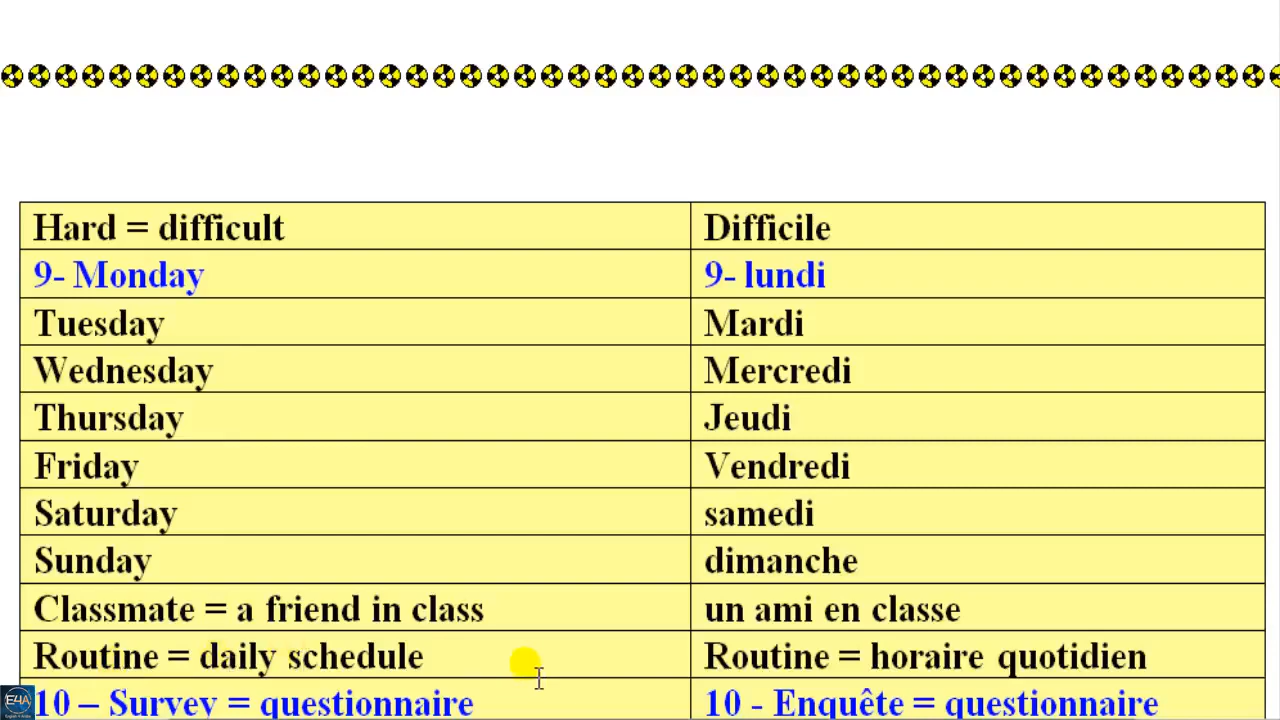 Hard = difficult Difficile
9- Monday 9- lundi
Tuesday Mardi
Wednesday Mercredi
Thursday Jeudi
Friday Vendredi
Saturday samedi
Sunday dimanche
Classmate = a friend in class un ami en classe
Routine = daily schedule Routine = horaire quotidien
10 – Survey = questionnaire 10 - Enquête = questionnaire
E4A